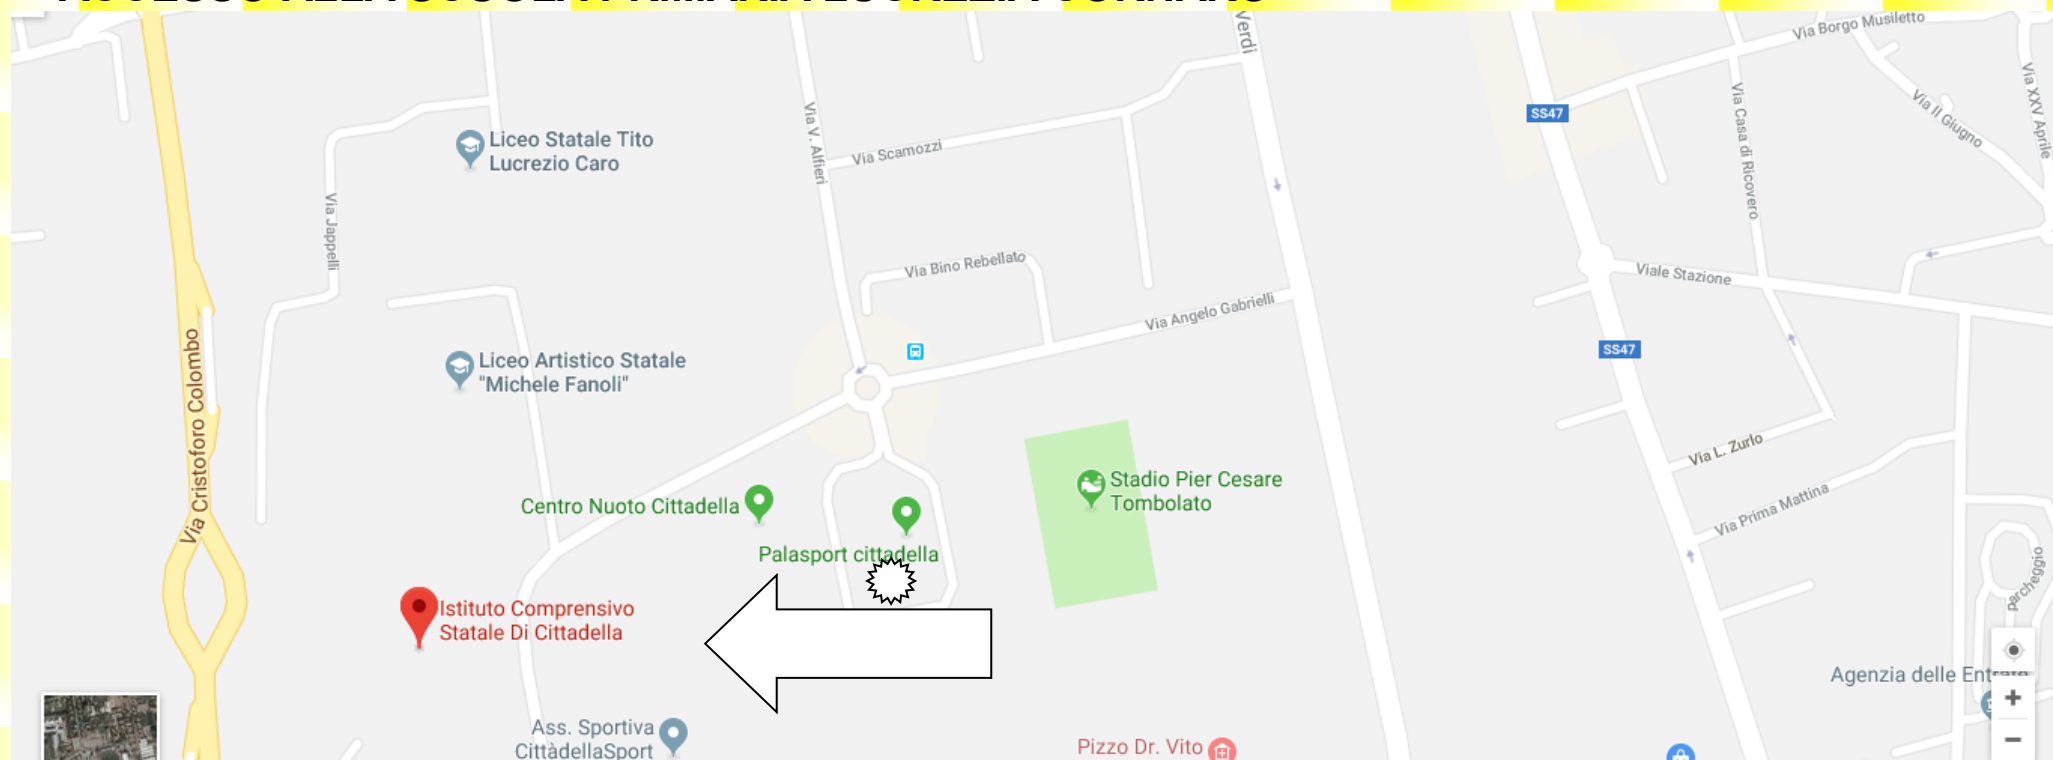 Verdi
Via Borgo Musiletto
Via XXV Aprile
Via II Giugno
Via Casa di Ricovero
SS47
Via V. Alfieri
Via Scamozzi
Liceo Statale Tito
Lucrezio Caro
Via Jappelli
Via Bino Rebellato
Viale Stazione
Via Angelo Gabrielli
Via Cristoforo Colombo
SS47
Liceo Artistico Statale
"Michele Fanoli"
Via L. Zurlo
Stadio Pier Cesare
Tombolato
Centro Nuoto Cittadella
Via Prima Mattina
Palasport cittadella
parcheggio
Istituto Comprensivo
Statale Di Cittadella
Agenzia delle Entrate
+
−
Ass. Sportiva
CittàdellaSport
Pizzo Dr. Vito